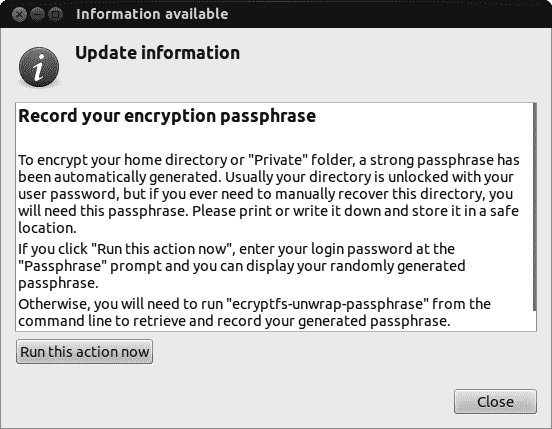 Information available
Update information
Record your encryption passphrase
To encrypt your home directory or "Private" folder, a strong passphrase has
been automatically generated. Usually your directory is unlocked with your
user password, but if you ever need to manually recover this directory, you
will need this passphrase. Please print or write it down and store it in a safe
location.
If you click "Run this action now", enter your login password at the
"Passphrase" prompt and you can display your randomly generated
passphrase.
Otherwise, you will need to run "ecryptfs-unwrap-passphrase" from the
command line to retrieve and record your generated passphrase.
Run this action now
Close